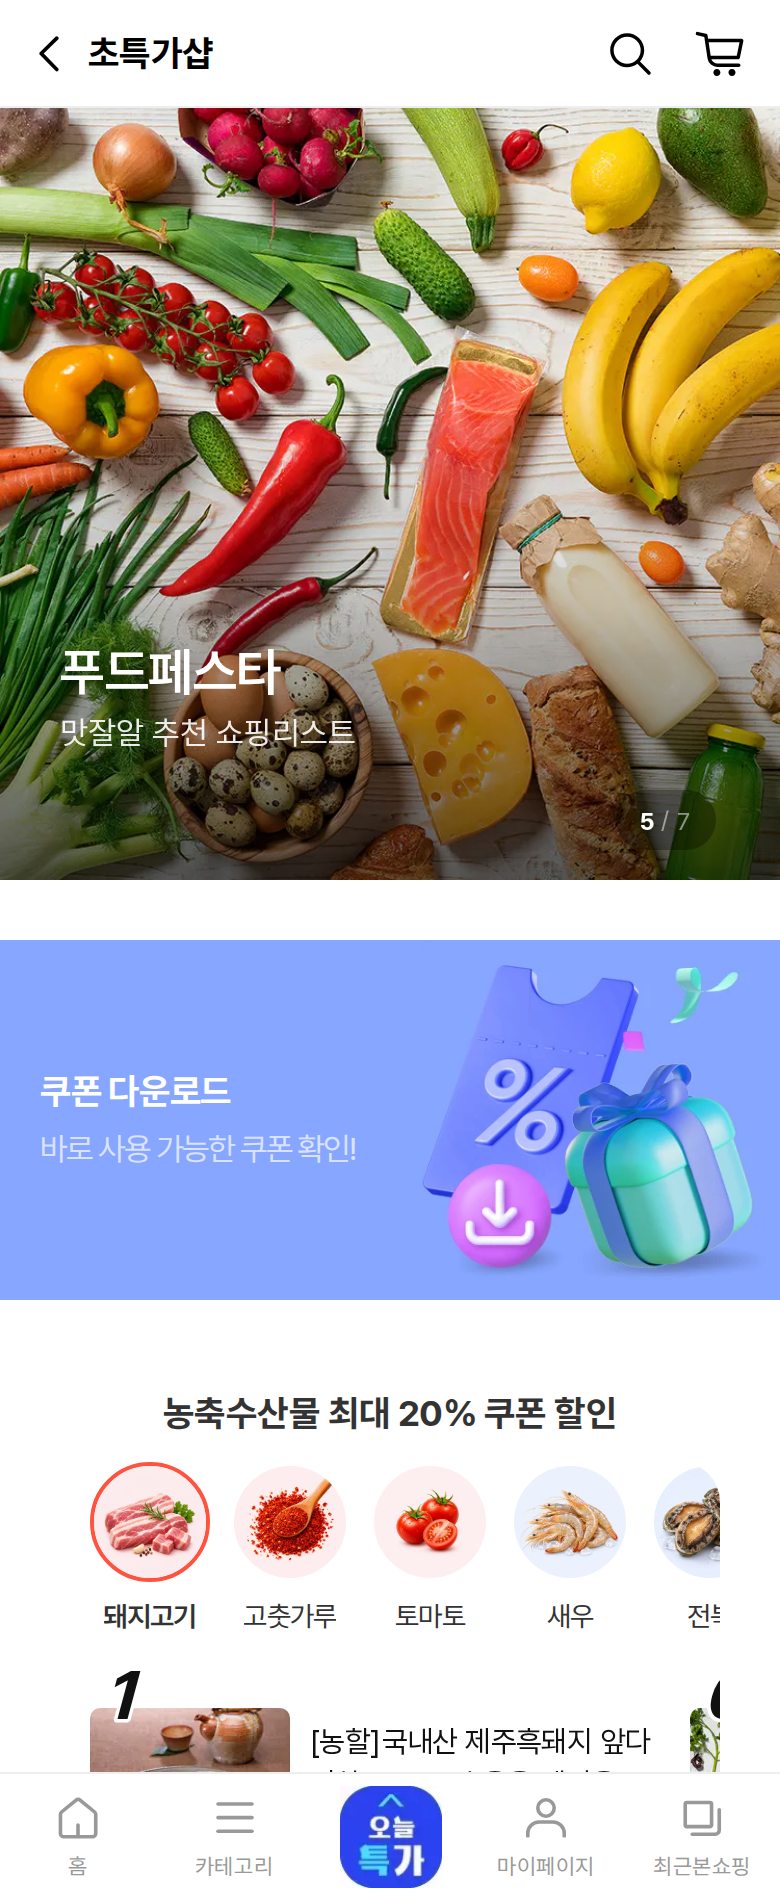 초특가샵
푸드페스타
맛잘알 추천 쇼핑리스트
5 / 7
쿠폰 다운로드
바로 사용 가능한 쿠폰 확인!
%
농축수산물 최대 20% 쿠폰 할인
돼지고기
고춧가루
토마토
새우
전복
1
[농할]국내산 제주흑돼지 앞다
홈
카테고리
오늘
특가
마이페이지
최근본쇼핑